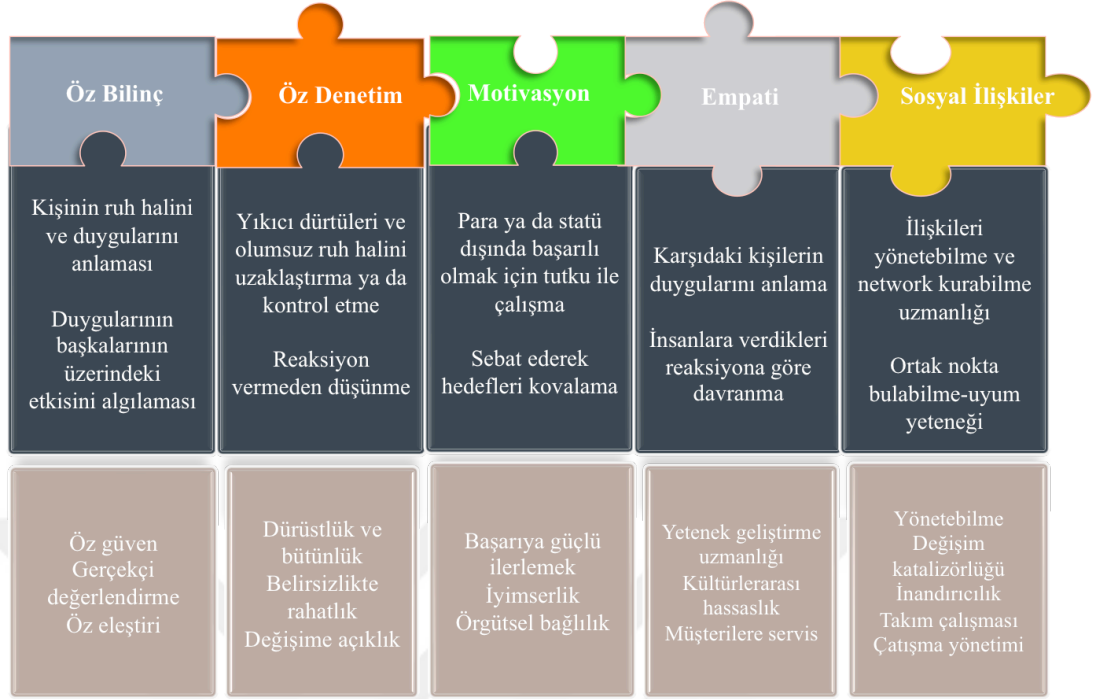 Öz Bilinç
Öz Denetim
Motivasyon
Empati
Sosyal İlişkiler
Kişinin ruh halini
ve duygularını
anlaması
Duygularının
başkalarının
üzerindeki
etkisini algılaması
Yıkıcı dürtüleri ve
olumsuz ruh halini
uzaklaştırma ya da
kontrol etme
Reaksiyon
vermeden düşünme
Para ya da statü
dışında başarılı
olmak için tutku ile
çalışma
Sebat ederek
hedefleri kovalama
Karşıdaki kişilerin
duygularını anlama
İnsanlara verdikleri
reaksiyona göre
davranma
İlişkileri
yönetebilme ve
network kurabilme
uzmanlığı
Ortak nokta
bulabilme-uyum
yeteneği
Öz güven
Gerçekçi
değerlendirme
Öz eleştiri
Dürüstlük ve
bütünlük
Belirsizlikte
rahatlık
Değişime açıklık
Başarıya güçlü
ilerlemek
İyimserlik
Örgütsel bağlılık
Yetenek geliştirme
uzmanlığı
Kültürlerarası
hassaslık
Müşterilere servis
Yönetebilme
Değişim
katalizörlüğü
İnandırıcılık
Takım çalışması
Çatışma yönetimi